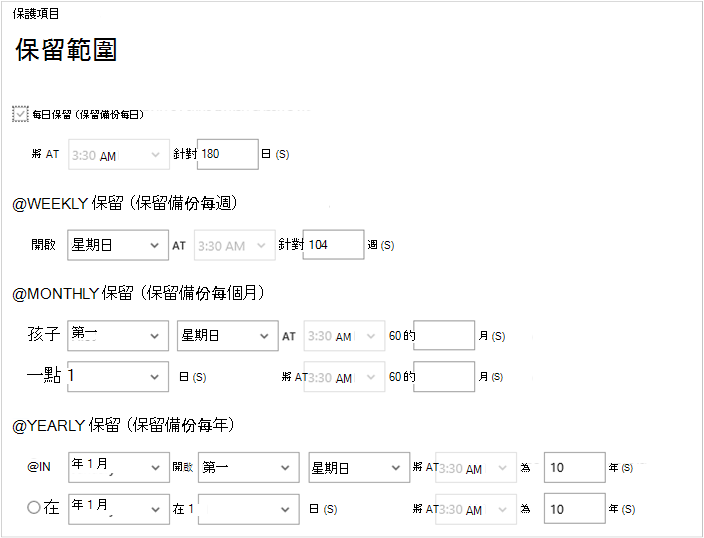 保護項目
保留範圍
每日保留 (保留備份每日)
將 AT 3:30 AM 針對 180 日 (S)
@WEEKLY 保留 (保留備份每週)
開啟 星期日 AT 3:30 AM 針對 104 週 (S)
@MONTHLY 保留 (保留備份每個月)
孩子 第一 星期日 AT 3:30 AM 60 的 月 (S)
一點 1 日 (S) 將 AT 3:30 AM 60 的 月 (S)
@YEARLY 保留 (保留備份每年)
@IN 年 1 月 開啟 第一 星期日 將 AT 3:30 AM 為 10 年 (S)
在 年 1 月 在 1 日 (S) 將 AT 3:30 AM 為 10 年 (S)